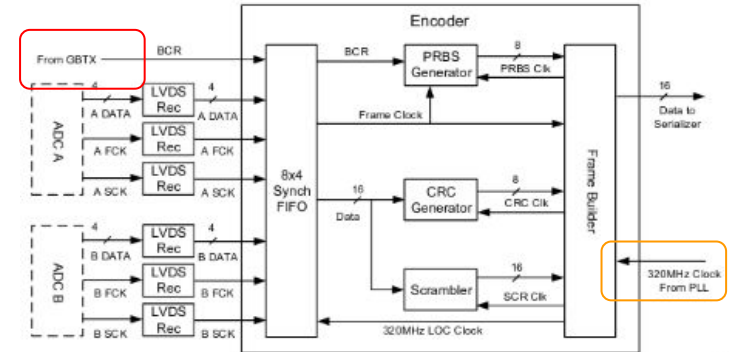 Encoder
From GBTX
BCR
BCR
PRBS
Generator
8
PRBS Clk
16
Data to
Serializer
ADC A
4
A DATA
LVDS
Rec
4
A DATA
A FCK
LVDS
Rec
A FCK
A SCK
LVDS
Rec
A SCK
Frame Clock
8x4
Synch
FIFO
16
Data
CRC
Generator
8
CRC Clk
Frame Builder
ADC B
4
B DATA
LVDS
Rec
4
B DATA
B FCK
LVDS
Rec
B FCK
B SCK
LVDS
Rec
B SCK
Scrambler
16
SCR Clk
320MHz Clock
From PLL
320MHz LOC Clock